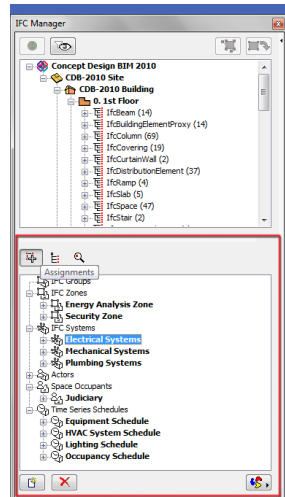 IFC Manager
Concept Design BIM 2010
CDB-2010 Site
CDB-2010 Building
0. 1st Floor
IfcBeam (14)
IfcBuildingElementProxy (14)
IfcColumn (69)
IfcCovering (19)
IfcCurtainWall (2)
IfcDistributionElement (37)
IfcRamp (4)
IfcSlab (5)
IfcSpace (47)
IfcStair (2)
Assignments
IFC Groups
IFC Zones
Energy Analysis Zone
Security Zone
IFC Systems
Electrical Systems
Mechanical Systems
Plumbing Systems
Actors
Space Occupants
Judiciary
Time Series Schedules
Equipment Schedule
HVAC System Schedule
Lighting Schedule
Occupancy Schedule